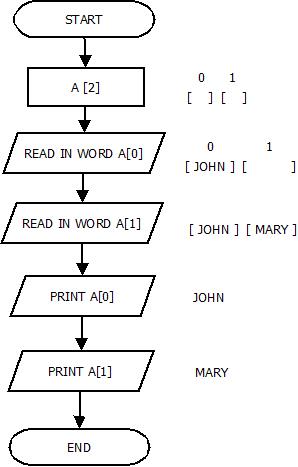 START
0 1
A [2]
[ ] [ ]
0 1
READ IN WORD A[0]
[ JOHN ] [ ]
READ IN WORD A[1]
[ JOHN ] [ MARY ]
PRINT A[0]
JOHN
PRINT A[1]
MARY
END